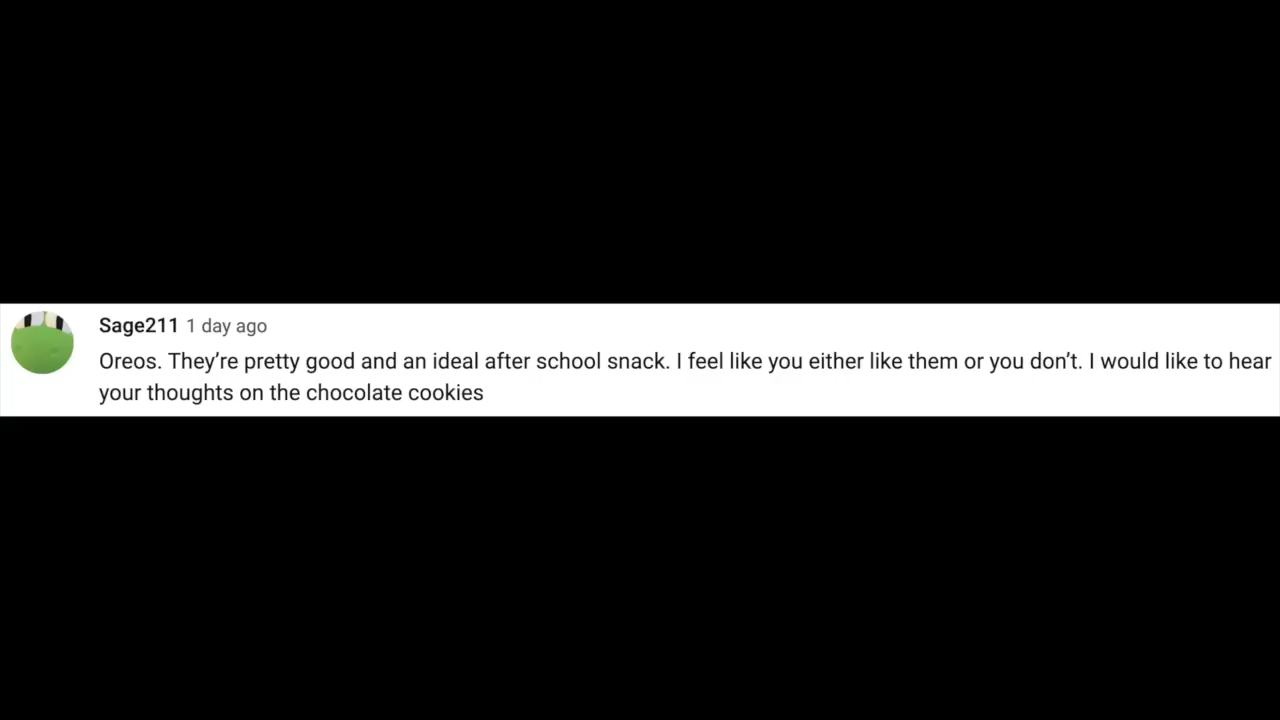 Sage211 1 day ago
Oreos. They’re pretty good and an ideal after school snack. I feel like you either like them or you don’t. I would like to hear
your thoughts on the chocolate cookies